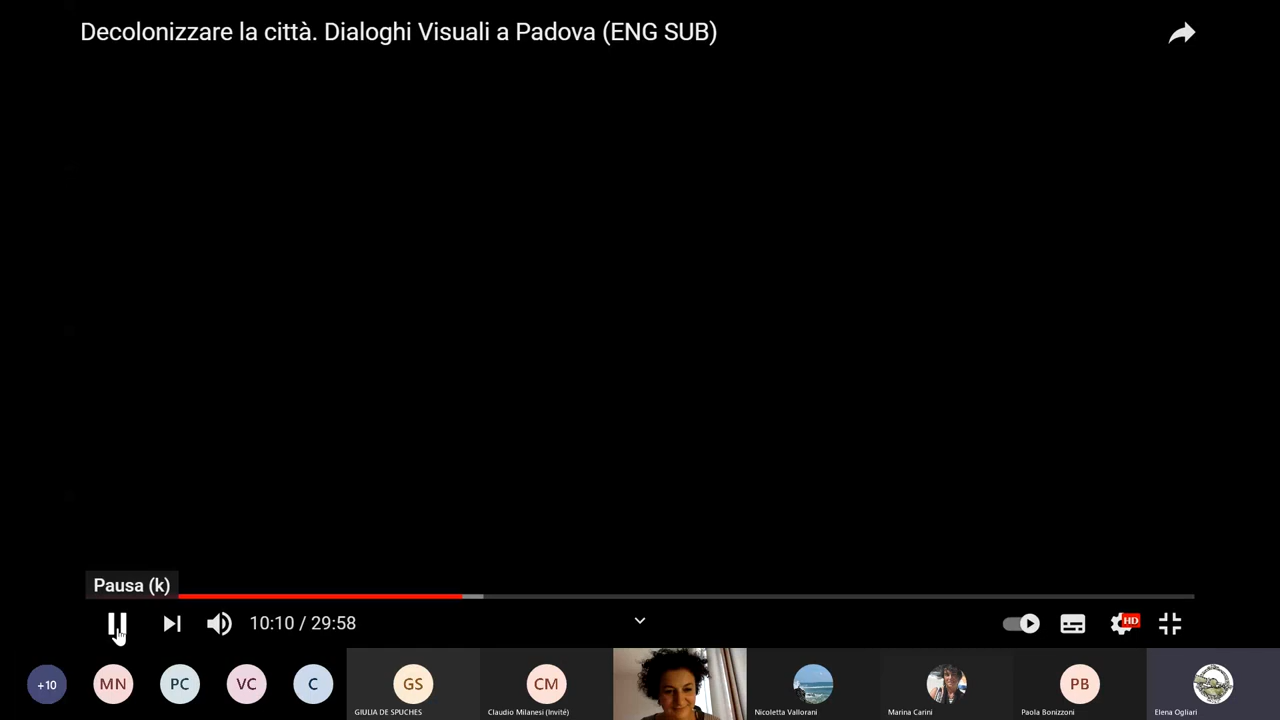 Decolonizzare la città. Dialoghi Visuali a Padova (ENG SUB)
Pausa (k)
10:10 / 29:58
HD
+10
MN
PC
VC
C
GS
GIULIA DE SPUCHES
CM
Claudio Milanesi (Invité)
Nicoletta Vallorani
Marina Carini
PB
Paola Bonizzoni
Elena Ogliari